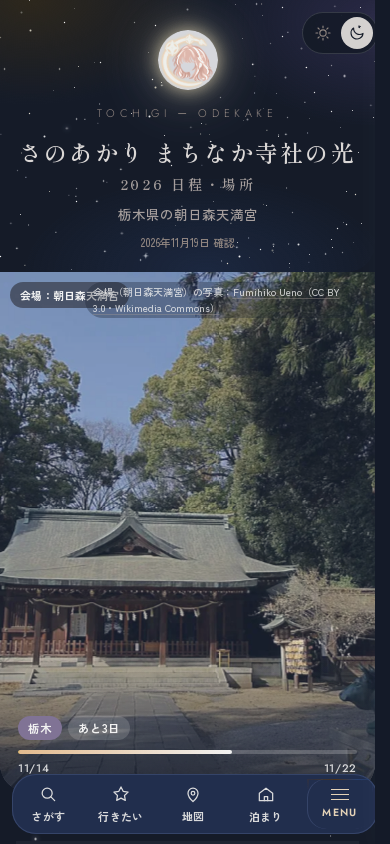 TOCHIGI — ODEKAKE
さのあかり まちなか寺社の光
2026 日程・場所
栃木県の朝日森天満宮
2026年11月19日 確認
会場：朝日森天満宮
会場（朝日森天満宮）の写真：Fumihiko Ueno（CC BY
3.0・Wikimedia Commons）
栃木
あと3日
11/14
11/22
さがす
行きたい
地図
泊まり
MENU